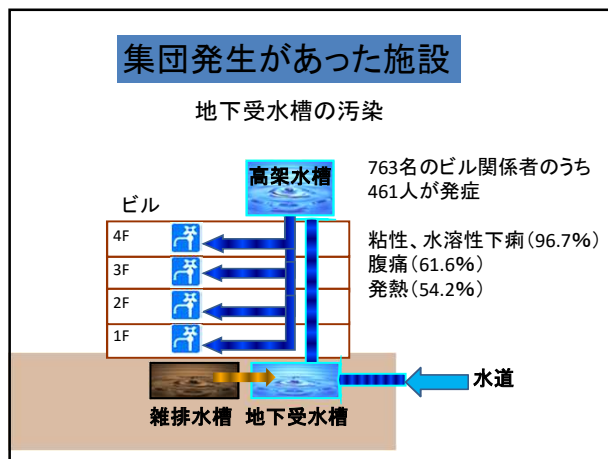 集団発生があった施設
地下受水槽の汚染
高架水槽
763名のビル関係者のうち
461人が発症
ビル
4F
粘性、水溶性下痢(96.7%)
3F
腹痛(61.6%)
発熱(54.2%)
2F
1F
水道
雑排水槽
地下受水槽